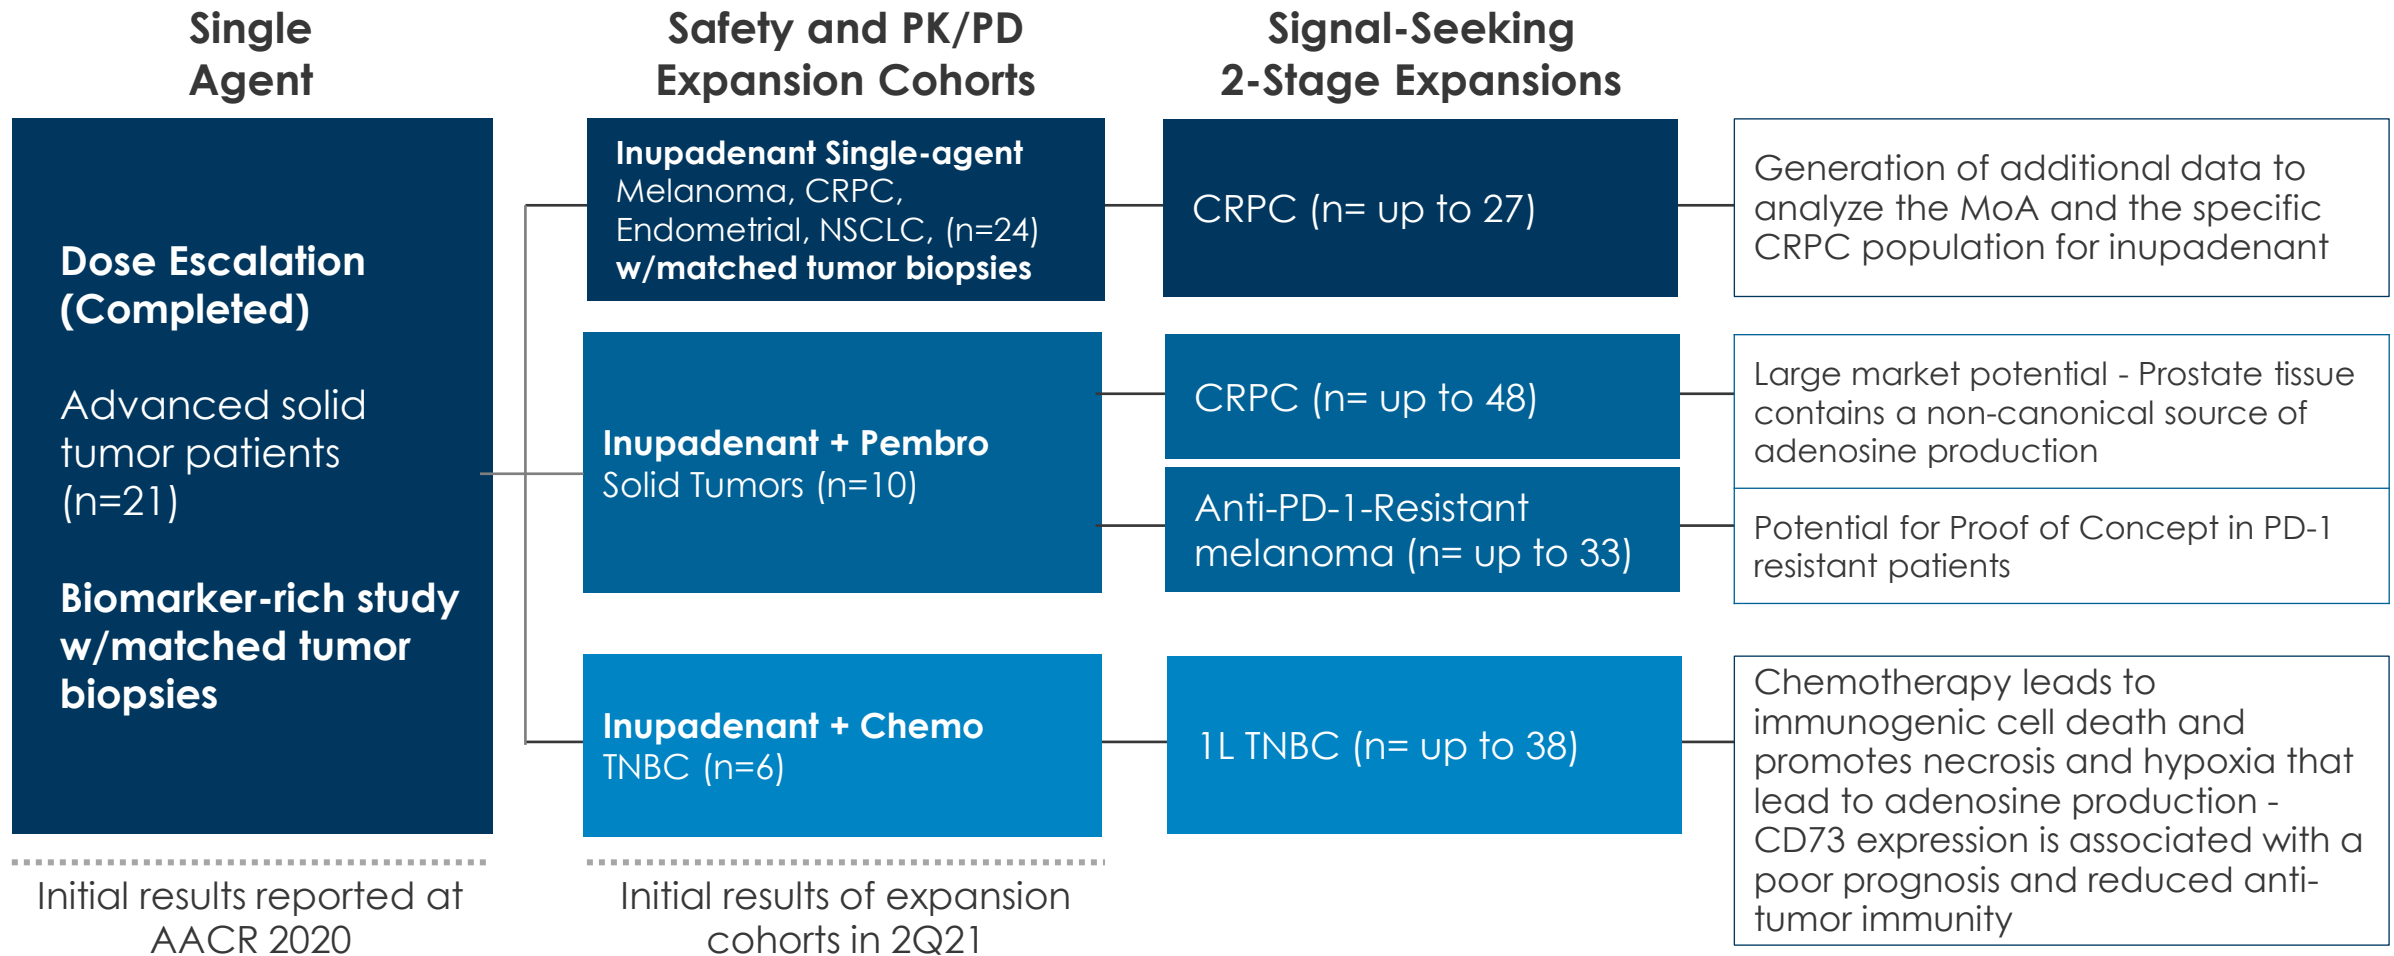 Single
Agent
Safety and PK/PD
Expansion Cohorts
Signal-Seeking
2-Stage Expansions
Dose Escalation
(Completed)
Advanced solid
tumor patients
(n=21)
Biomarker-rich study
w/matched tumor
biopsies
Initial results reported at
AACR 2020
Inupadenant Single-agent
Melanoma, CRPC,
Endometrial, NSCLC, (n=24)
w/matched tumor biopsies
Inupadenant + Pembro
Solid Tumors (n=10)
Inupadenant + Chemo
TNBC (n=6)
Initial results of expansion
cohorts in 2Q21
CRPC (n= up to 27)
CRPC (n= up to 48)
Anti-PD-1-Resistant
melanoma (n= up to 33)
1L TNBC (n= up to 38)
Generation of additional data to
analyze the MoA and the specific
CRPC population for inupadenant
Large market potential - Prostate tissue
contains a non-canonical source of
adenosine production
Potential for Proof of Concept in PD-1
resistant patients
Chemotherapy leads to
immunogenic cell death and
promotes necrosis and hypoxia that
lead to adenosine production -
CD73 expression is associated with a
poor prognosis and reduced anti-
tumor immunity